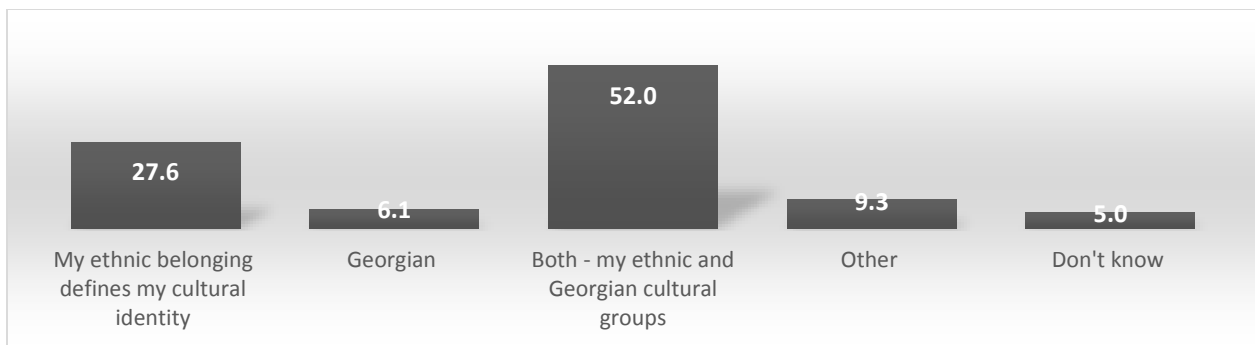 27.6
6.1
52.0
9.3
5.0
My ethnic belonging
defines my cultural
identity
Georgian
Both - my ethnic and
Georgian cultural
groups
Other
Don't know